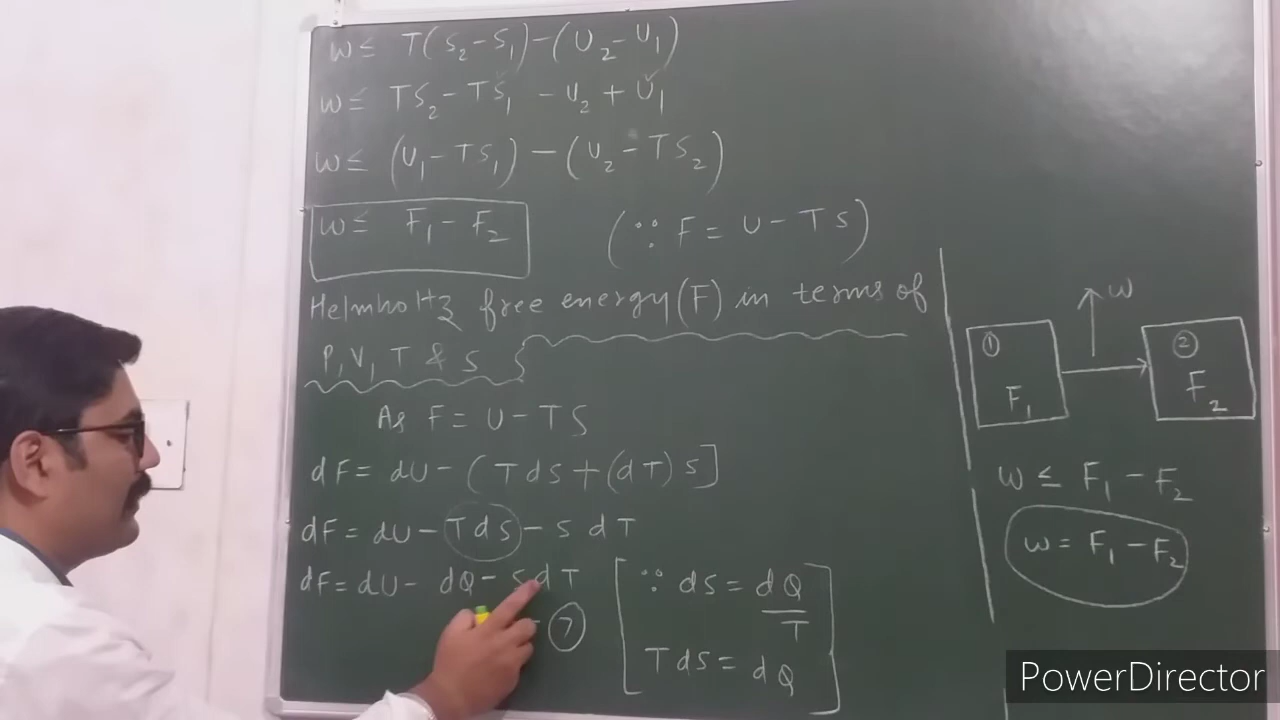 W ≤ T(S₂-S₁)-(U₂-U₁)
W ≤ TS₂-TS₁ -U₂+U₁
W ≤ (U₁-TS₁)-(U₂-TS₂)
W ≤ F₁-F₂ (∵ F = U-TS)
Helmholtz free energy(F) in terms of
P, V, T & S
As F = U-TS
dF = dU-(Tds+(dT)s]
dF = dU-Tds-s dT
dF = dU- dQ-sdT
- ⑦
[∵ ds = dQ/T
Tds = dQ]
W
① F₁
② F₂
W ≤ F₁-F₂
W = F₁-F₂
PowerDirector